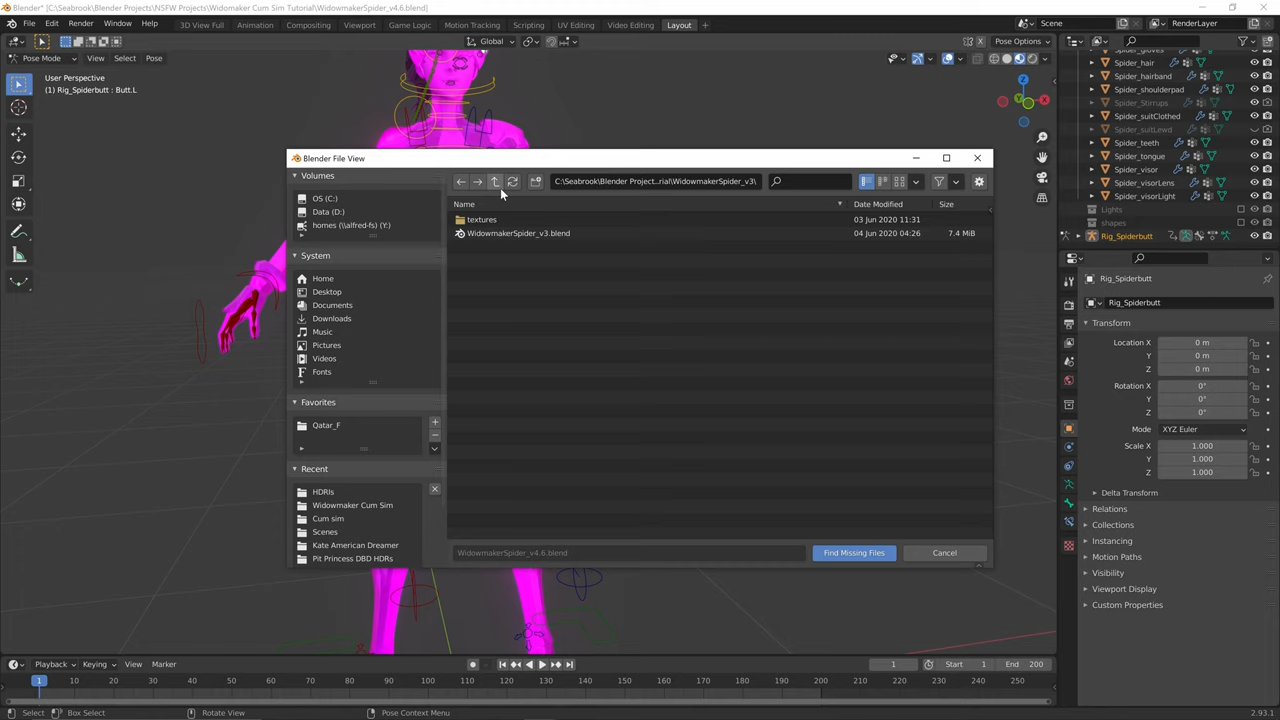 Blender* [C:\Seabrook\Blender Projects\NSFW Projects\Widomaker Cum Sim Tutorial\WidowmakerSpider_v4.6.blend]
File Edit Render Window Help 3D View Full Animation Compositing Viewport Game Logic Motion Tracking Scripting UV Editing Video Editing Layout Scene RenderLayer
Global Pose Options
Pose Mode View Select Pose
User Perspective
(1) Rig_Spiderbutt : Butt.L
Spider_gloves
Spider_hair
Spider_hairband
Spider_shoulderpad
Spider_Stirrups
Spider_suitClothed
Spider_suitLewd
Spider_teeth
Spider_tongue
Spider_visor
Spider_visorLens
Spider_visorLight
Lights
shapes
Rig_Spiderbutt
Blender File View
Volumes
OS (C:)
Data (D:)
homes (\\alfred-fs) (Y:)
System
Home
Desktop
Documents
Downloads
Music
Pictures
Videos
Fonts
Favorites
Qatar_F
Recent
HDRIs
Widowmaker Cum Sim
Cum sim
Scenes
Kate American Dreamer
Pit Princess DBD HDRs
C:\Seabrook\Blender Project...rial\WidowmakerSpider_v3\
Name Date Modified Size
textures 03 Jun 2020 11:31
WidowmakerSpider_v3.blend 04 Jun 2020 04:26 7.4 MiB
WidowmakerSpider_v4.6.blend Find Missing Files Cancel
Rig_Spiderbutt
Rig_Spiderbutt
Transform
Location X 0 m
Y 0 m
Z 0 m
Rotation X 0°
Y 0°
Z 0°
Mode XYZ Euler
Scale X 1.000
Y 1.000
Z 1.000
Delta Transform
Relations
Collections
Instancing
Motion Paths
Visibility
Viewport Display
Custom Properties
Playback Keying View Marker 1 Start 1 End 200
1 10 20 30 40 50 60 70 80 90 100 110 120 130 140 150 160 170 180 190 200 210 220 230 240 250
Select Box Select Rotate View Pose Context Menu 2.93.1